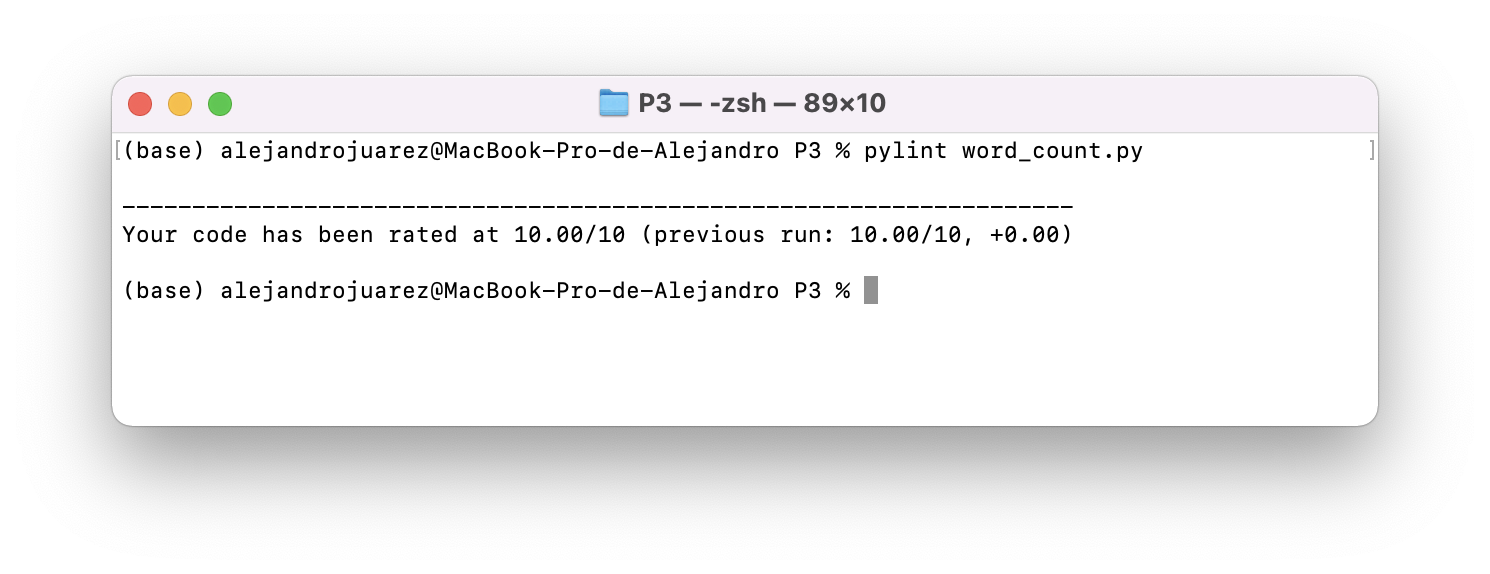 P3 — -zsh — 89×10
[(base) alejandrojuarez@MacBook-Pro-de-Alejandro P3 % pylint word_count.py ]
--------------------------------------------------------------------
Your code has been rated at 10.00/10 (previous run: 10.00/10, +0.00)
(base) alejandrojuarez@MacBook-Pro-de-Alejandro P3 %